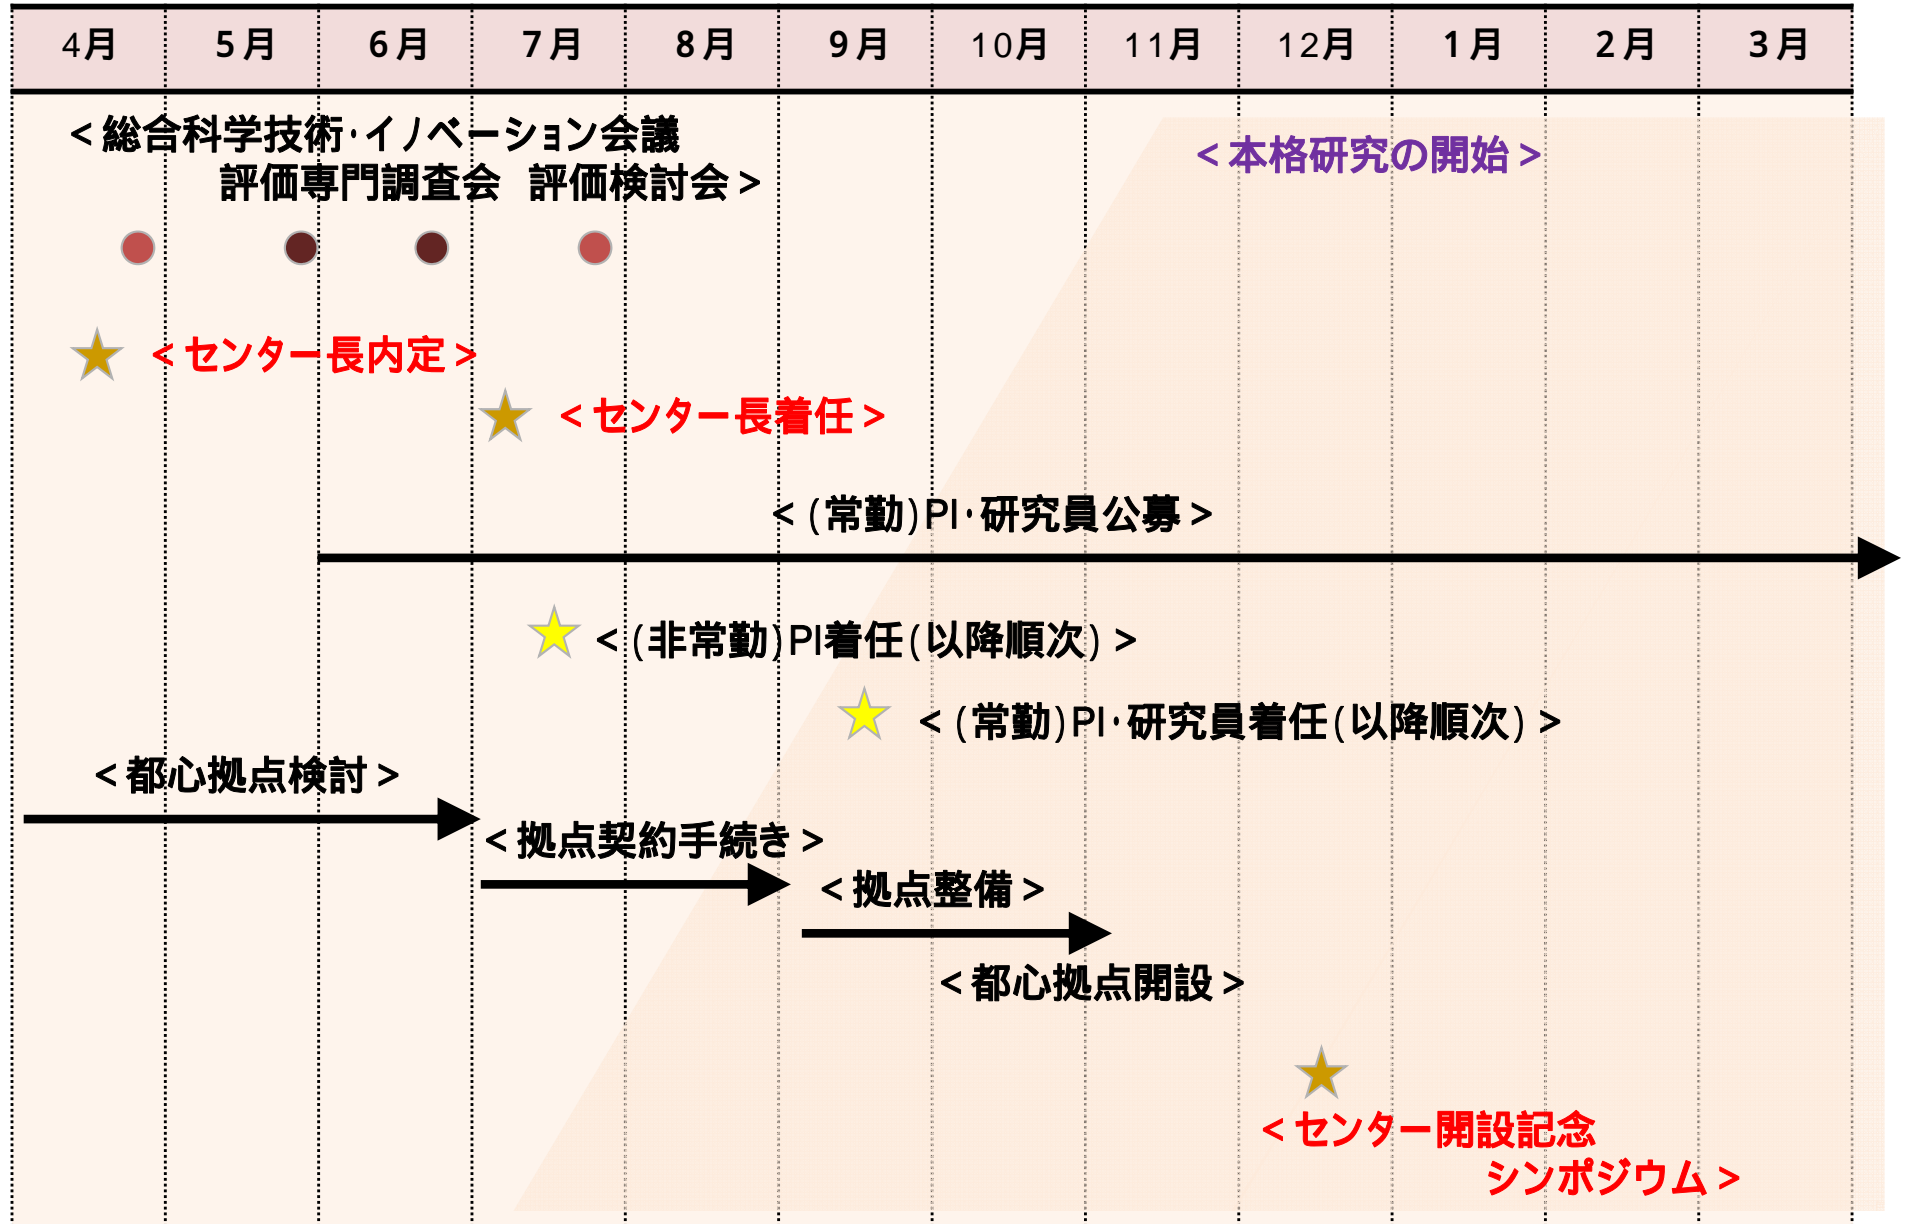 4月 5月 6月 7月 8月 9月 10月 11月 12月 1月 2月 3月
＜総合科学技術・イノベーション会議
評価専門調査会 評価検討会＞
＜本格研究の開始＞
＜センター長内定＞
＜センター長着任＞
＜(常勤)PI・研究員公募＞
＜(非常勤)PI着任(以降順次)＞
＜(常勤)PI・研究員着任(以降順次)＞
＜都心拠点検討＞
＜拠点契約手続き＞
＜拠点整備＞
＜都心拠点開設＞
＜センター開設記念
シンポジウム＞